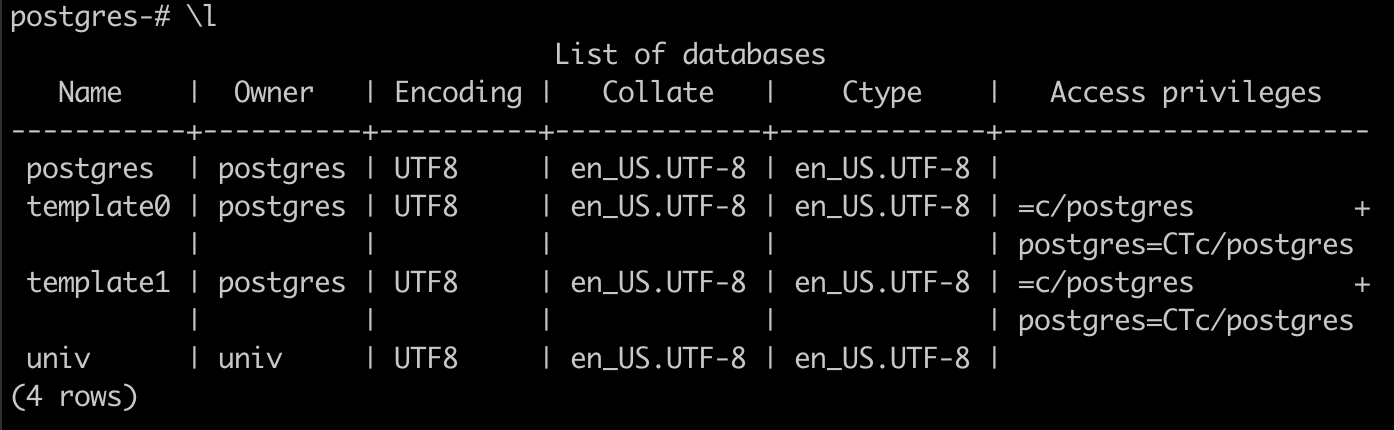 postgres-# \l
                                  List of databases
   Name    |  Owner   | Encoding |   Collate   |    Ctype    |   Access privileges
-----------+----------+----------+-------------+-------------+-----------------------
 postgres  | postgres | UTF8     | en_US.UTF-8 | en_US.UTF-8 |
 template0 | postgres | UTF8     | en_US.UTF-8 | en_US.UTF-8 | =c/postgres          +
           |          |          |             |             | postgres=CTc/postgres
 template1 | postgres | UTF8     | en_US.UTF-8 | en_US.UTF-8 | =c/postgres          +
           |          |          |             |             | postgres=CTc/postgres
 univ      | univ     | UTF8     | en_US.UTF-8 | en_US.UTF-8 |
(4 rows)